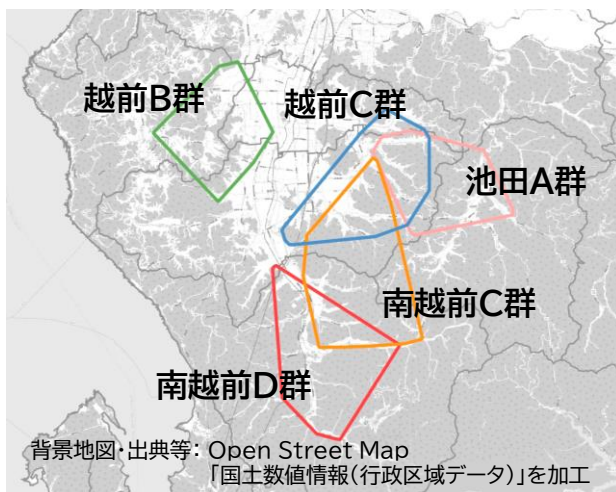 越前B群
越前C群
池田A群
南越前C群
南越前D群
背景地図・出典等： Open Street Map
「国土数値情報（行政区域データ）」を加工